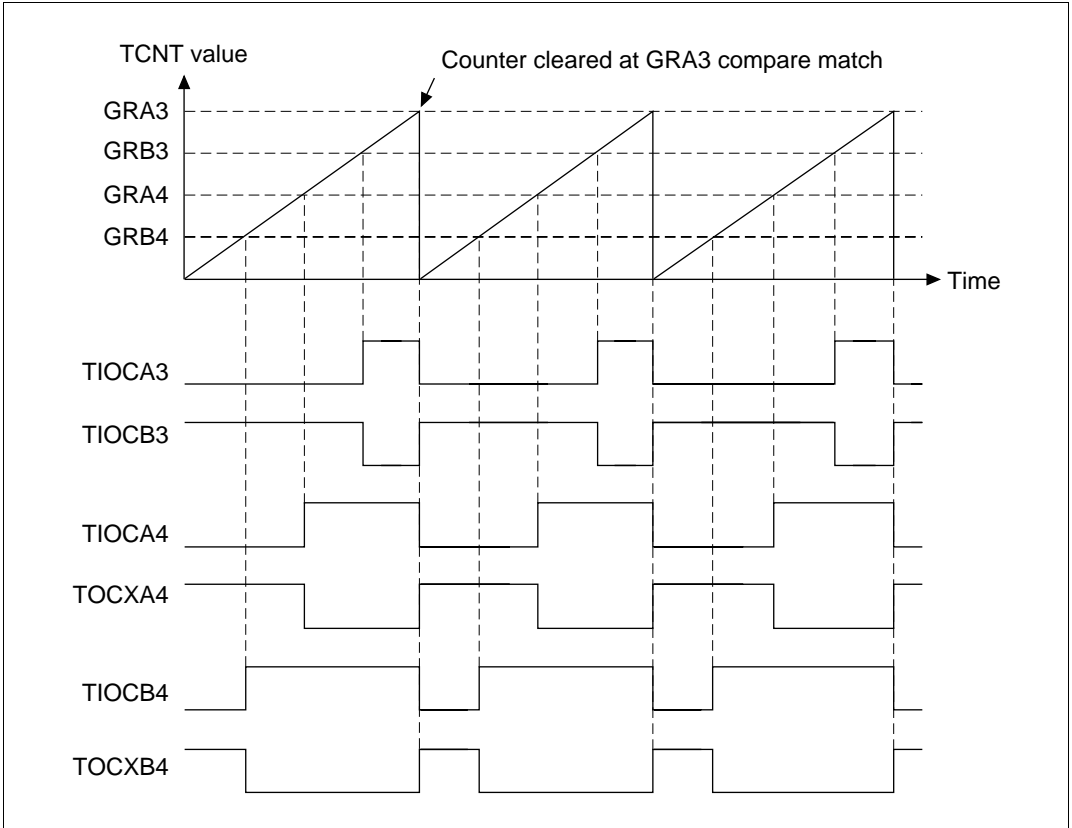 TCNT value
Counter cleared at GRA3 compare match
GRA3
GRB3
GRA4
GRB4
Time
TIOCA3
TIOCB3
TIOCA4
TOCXA4
TIOCB4
TOCXB4